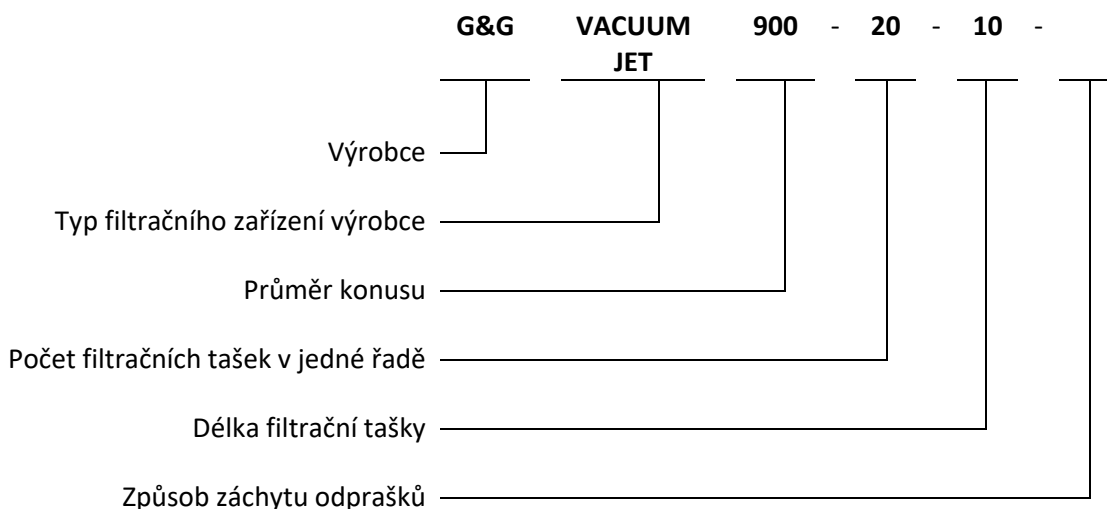 G&G VACUUM 900 - 20 - 10 -
JET
Výrobce
Typ filtračního zařízení výrobce
Průměr konusu
Počet filtračních tašek v jedné řadě
Délka filtrační tašky
Způsob záchytu odprašků